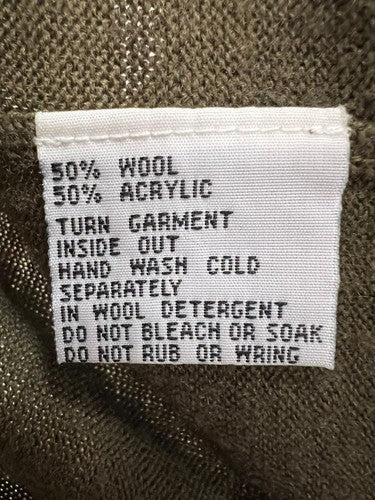 50% WOOL
50% ACRYLIC
TURN GARMENT
INSIDE OUT
HAND WASH COLD
SEPARATELY
IN WOOL DETERGENT
DO NOT BLEACH OR SOAK
DO NOT RUB OR WRING